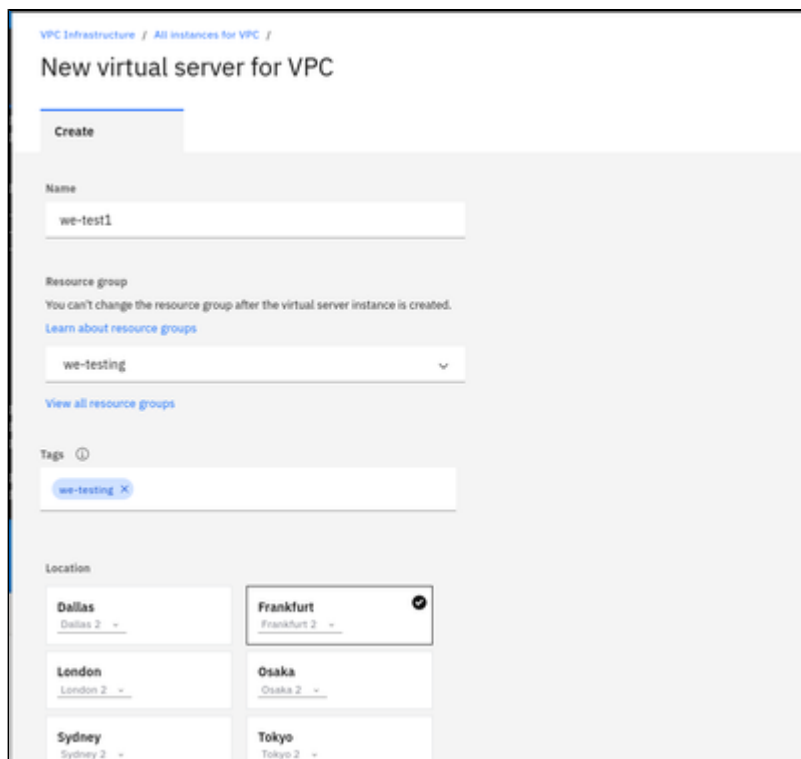 VPC Infrastructure / All instances for VPC /
New virtual server for VPC
Create
Name
we-test1
Resource group
You can't change the resource group after the virtual server instance is created.
Learn about resource groups
we-testing
View all resource groups
Tags
we-testing ×
Location
Dallas
Dallas 2
Frankfurt
Frankfurt 2
London
London 2
Osaka
Osaka 2
Sydney
Sydney 2
Tokyo
Tokyo 2